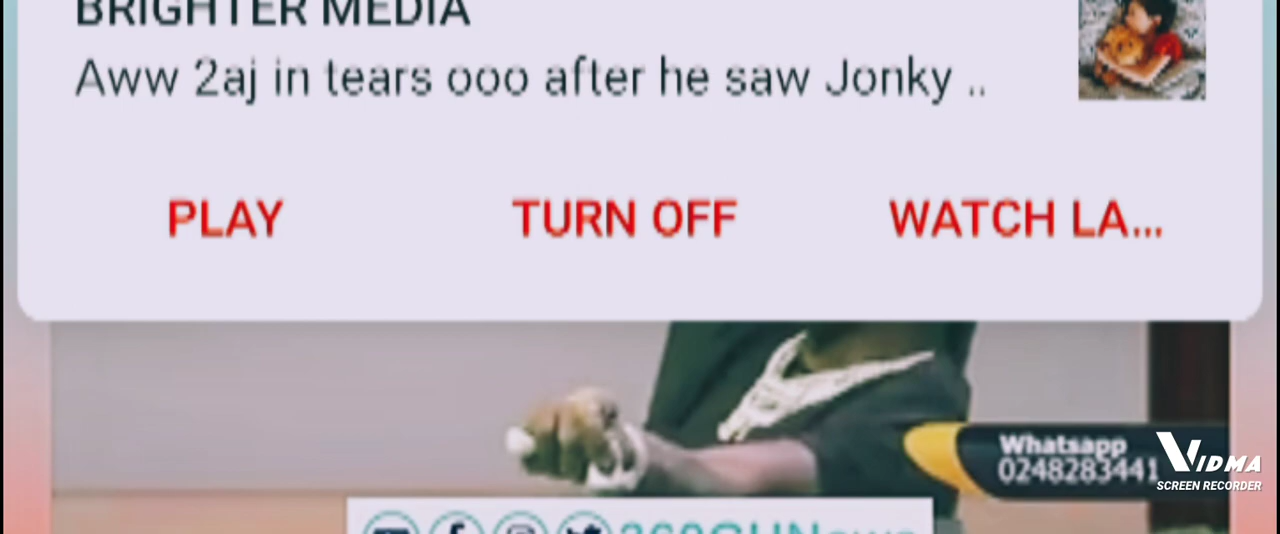 BRIGHTER MEDIA
Aww 2aj in tears ooo after he saw Jonky ..
PLAY
TURN OFF
WATCH LA...
Whatsapp
0248283441
VIDMA
SCREEN RECORDER
360GHNews